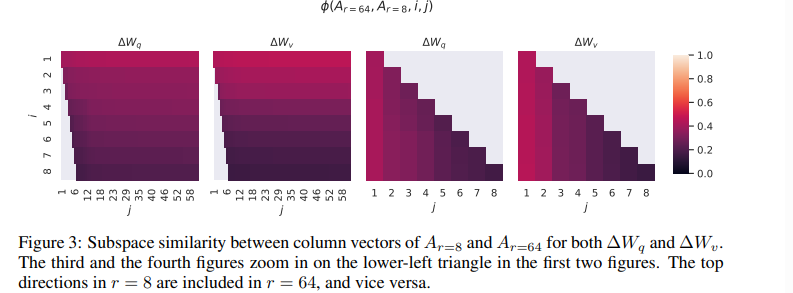 ϕ(A_{r=64}, A_{r=8}, i, j)
ΔW_q ΔW_v ΔW_q ΔW_v
i
1
2
3
4
5
6
7
8
1 6 12 18 23 29 35 40 46 52 58
1 6 12 18 23 29 35 40 46 52 58
1 2 3 4 5 6 7 8
1 2 3 4 5 6 7 8
j j j j
1.0
0.8
0.6
0.4
0.2
0.0
Figure 3: Subspace similarity between column vectors of A_{r=8} and A_{r=64} for both ΔW_q and ΔW_v.
The third and the fourth figures zoom in on the lower-left triangle in the first two figures. The top
directions in r = 8 are included in r = 64, and vice versa.